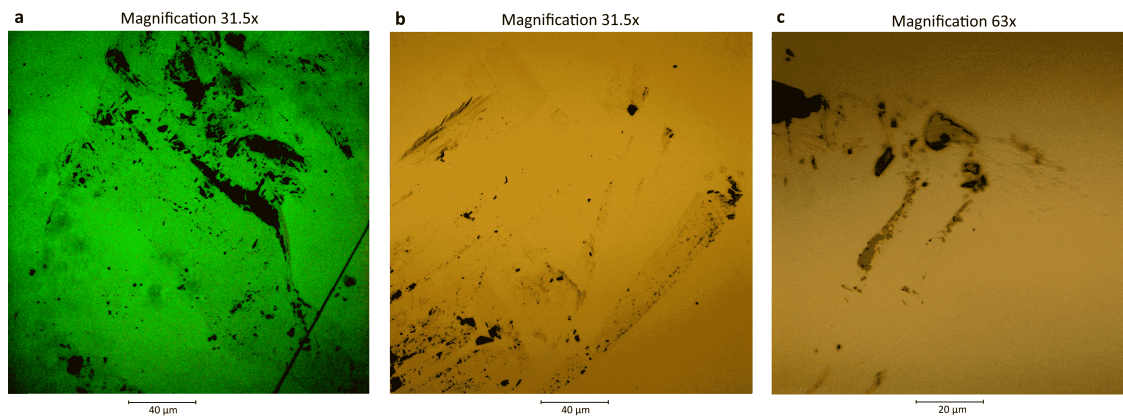 a
Magnification 31.5x
b
Magnification 31.5x
c
Magnification 63x
40 µm
40 µm
20 µm